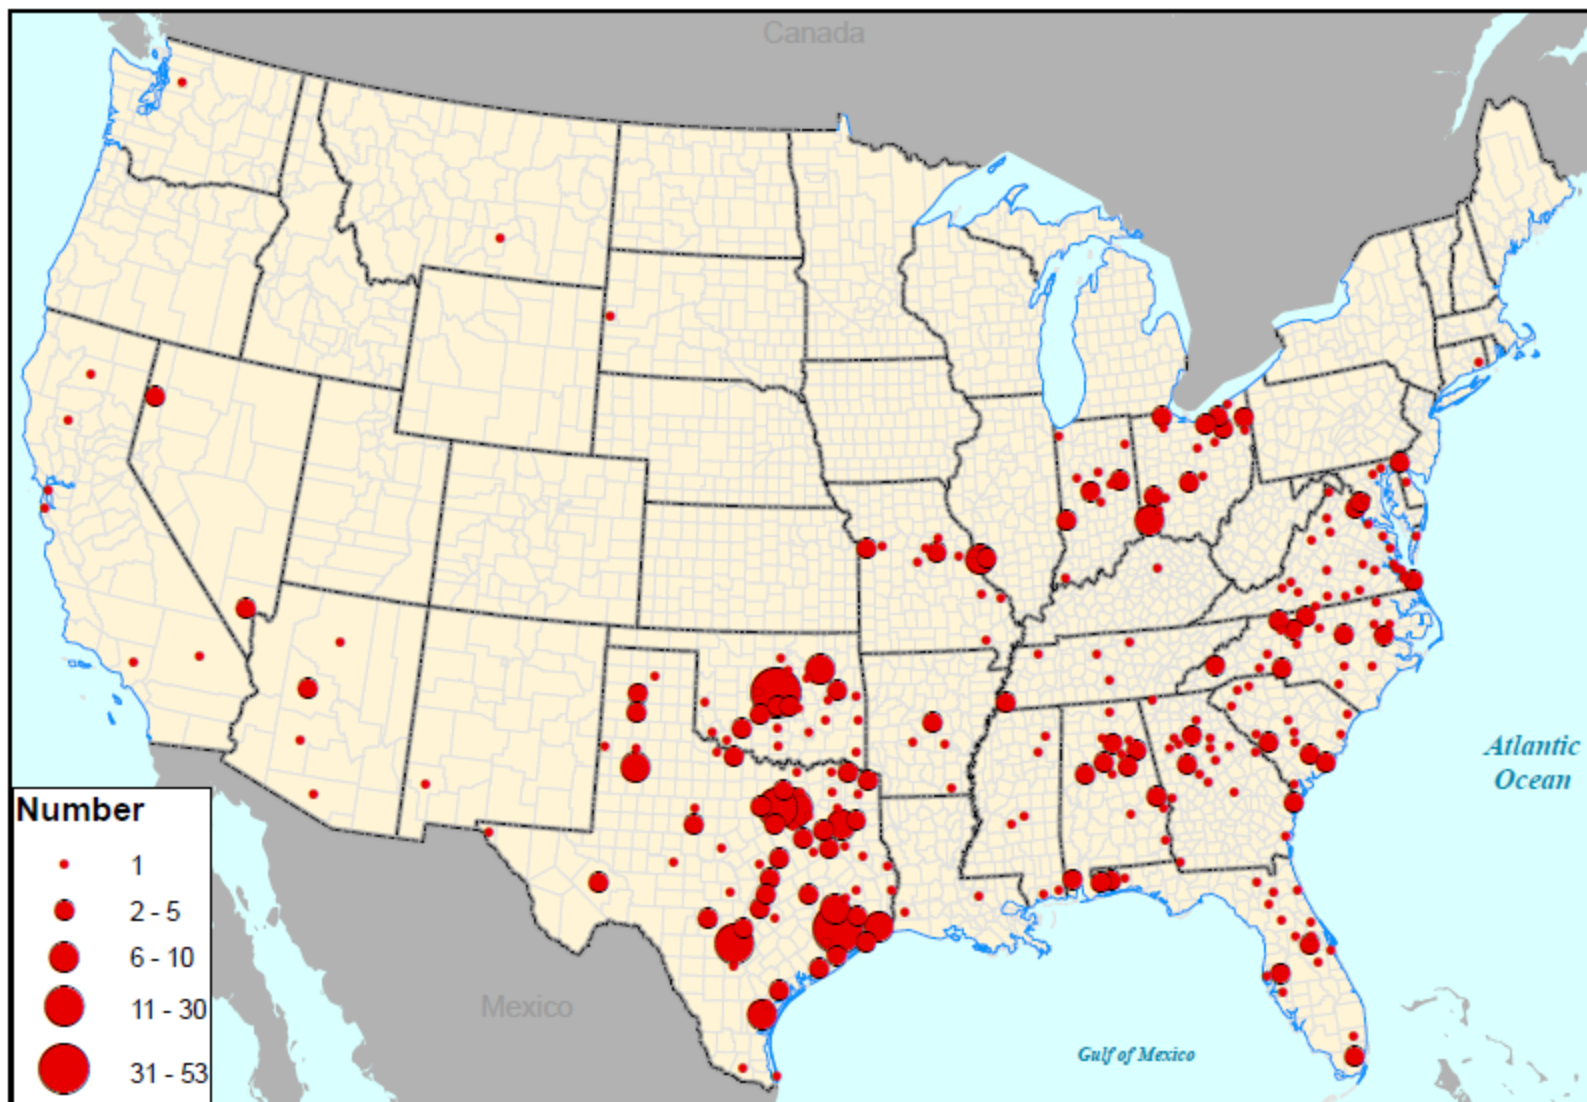 Canada
Atlantic
Ocean
Number
1
2 - 5
6 - 10
11 - 30
31 - 53
Mexico
Gulf of Mexico